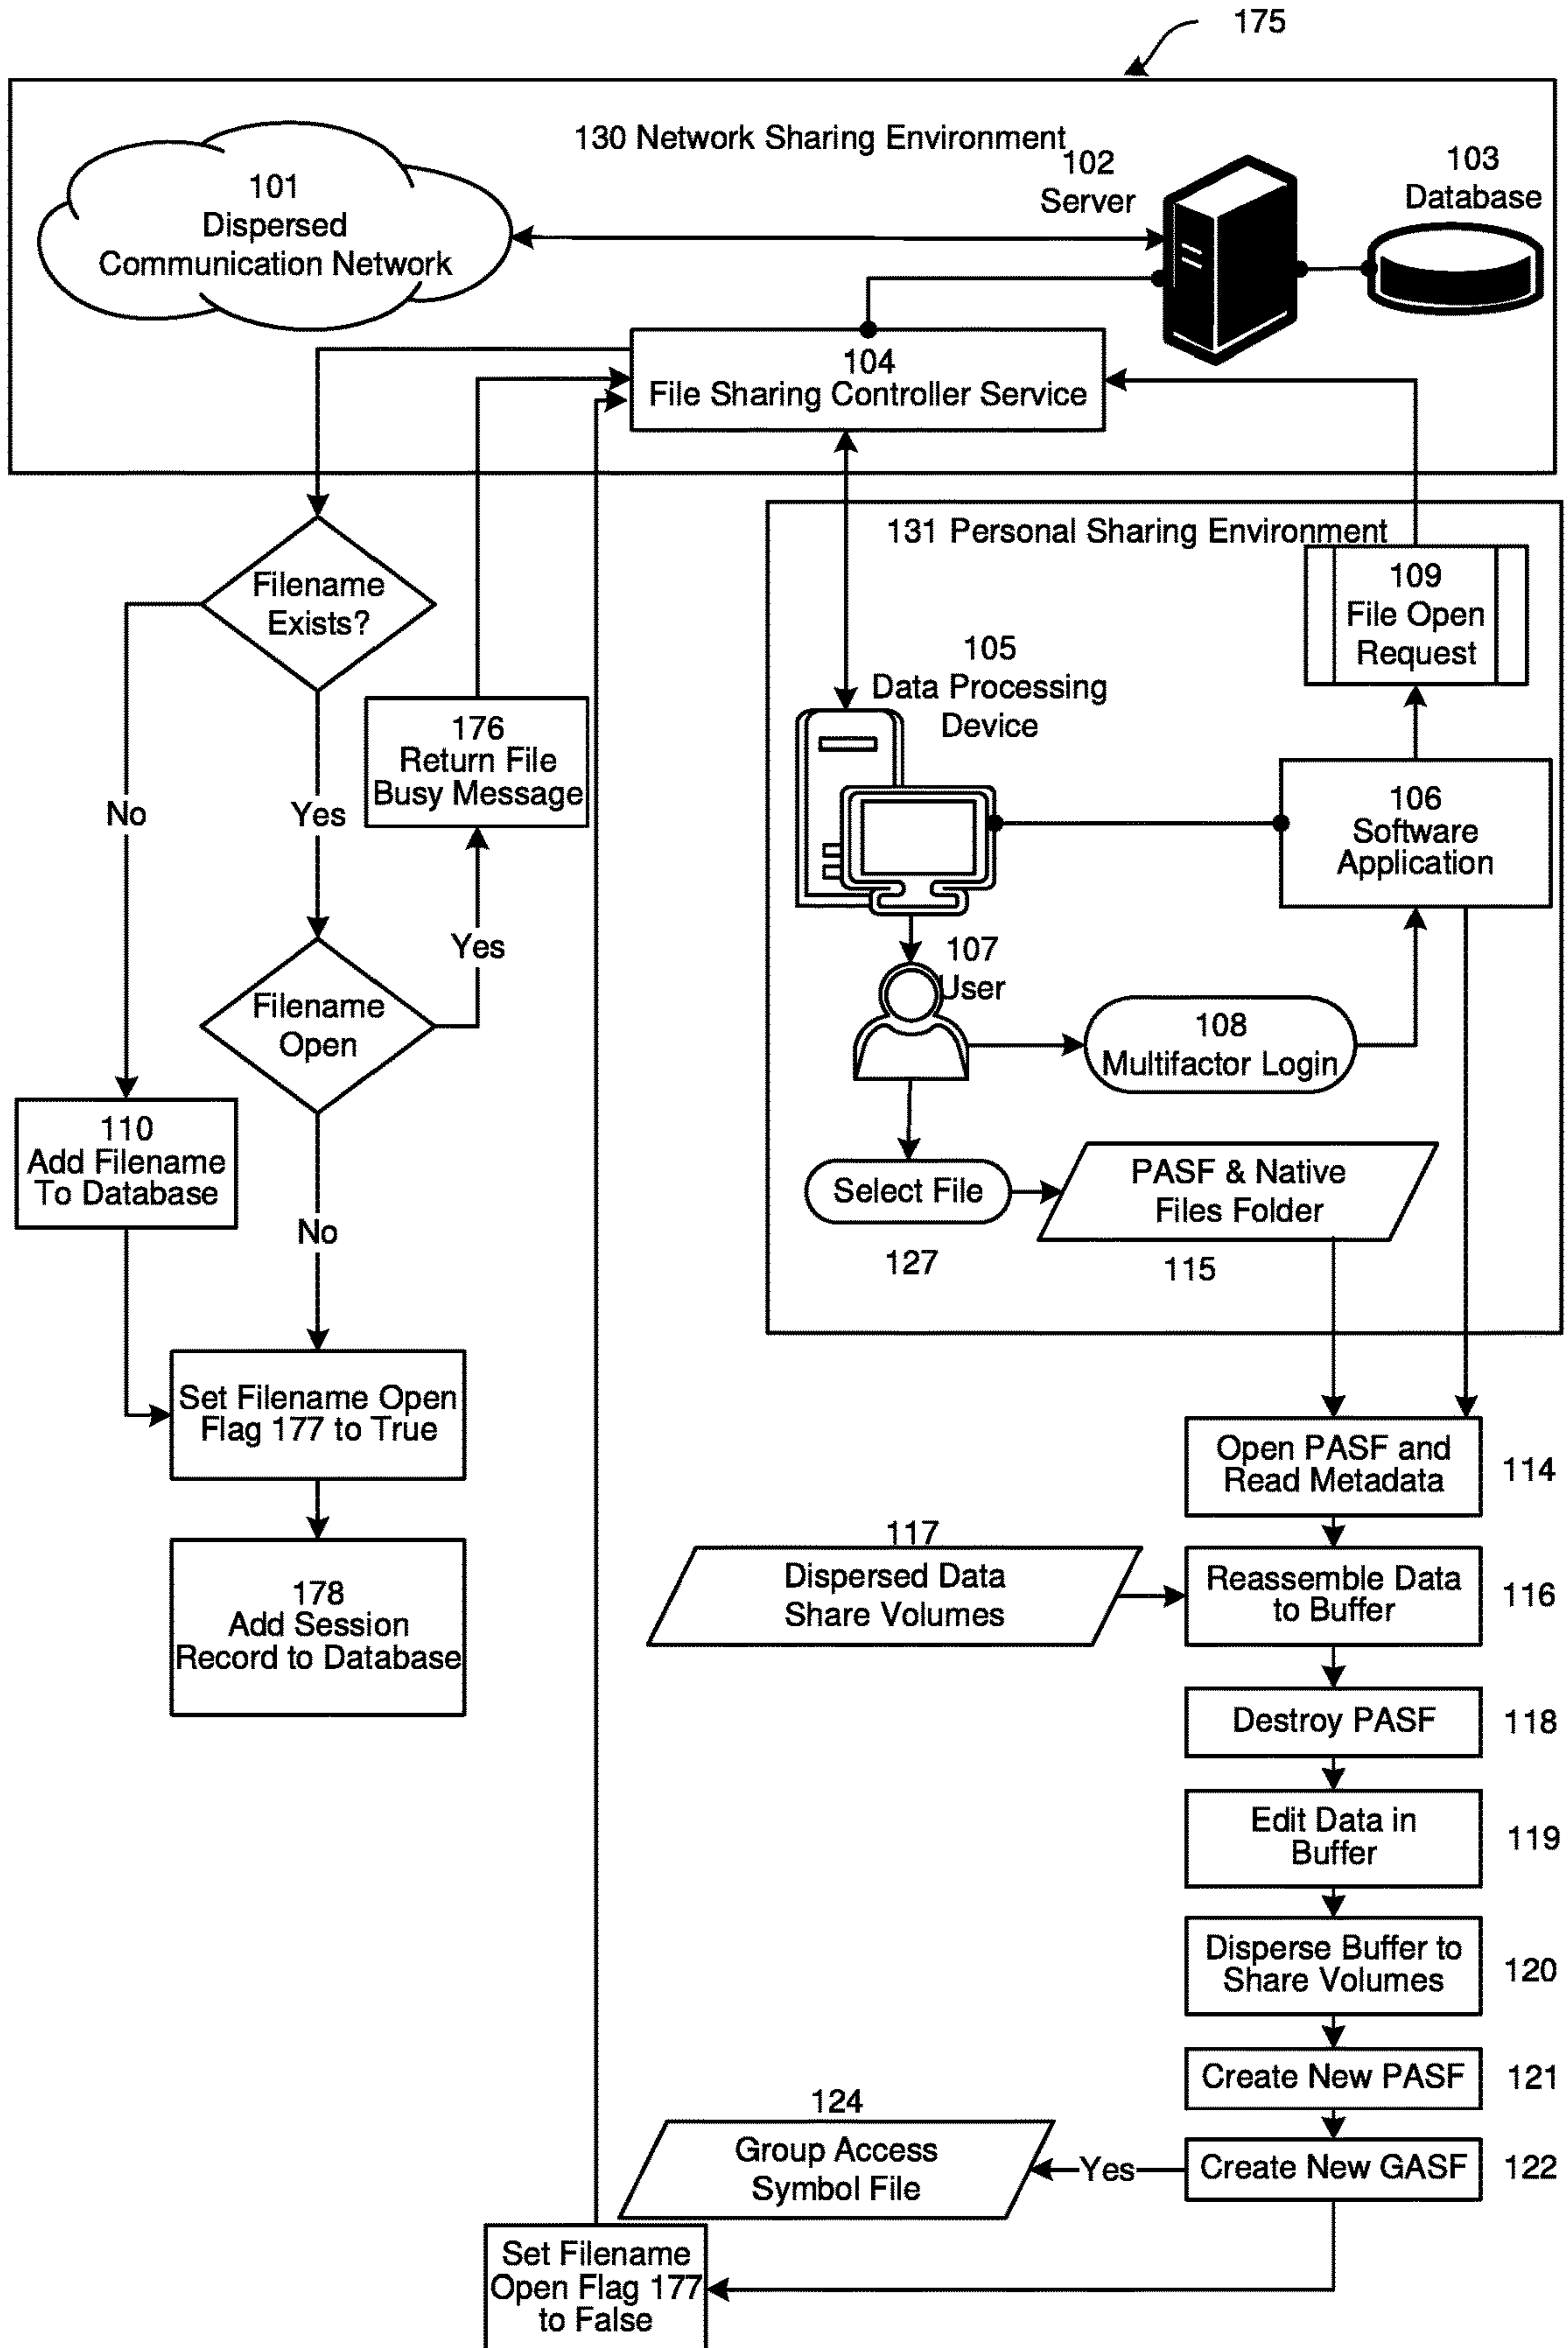 175
130 Network Sharing Environment
101
Dispersed
Communication Network
102
Server
103
Database
104
File Sharing Controller Service
131 Personal Sharing Environment
Filename
Exists?
109
File Open
Request
105
Data Processing
Device
176
Return File
Busy Message
No
Yes
106
Software
Application
Yes
107
User
Filename
Open
108
Multifactor Login
110
Add Filename
To Database
Select File
PASF & Native
Files Folder
127
115
No
Set Filename Open
Flag 177 to True
Open PASF and
Read Metadata
114
178
Add Session
Record to Database
117
Dispersed Data
Share Volumes
Reassemble Data
to Buffer
116
Destroy PASF
118
Edit Data in
Buffer
119
Disperse Buffer to
Share Volumes
120
Create New PASF
121
124
Group Access
Symbol File
Yes
Create New GASF
122
Set Filename
Open Flag 177
to False